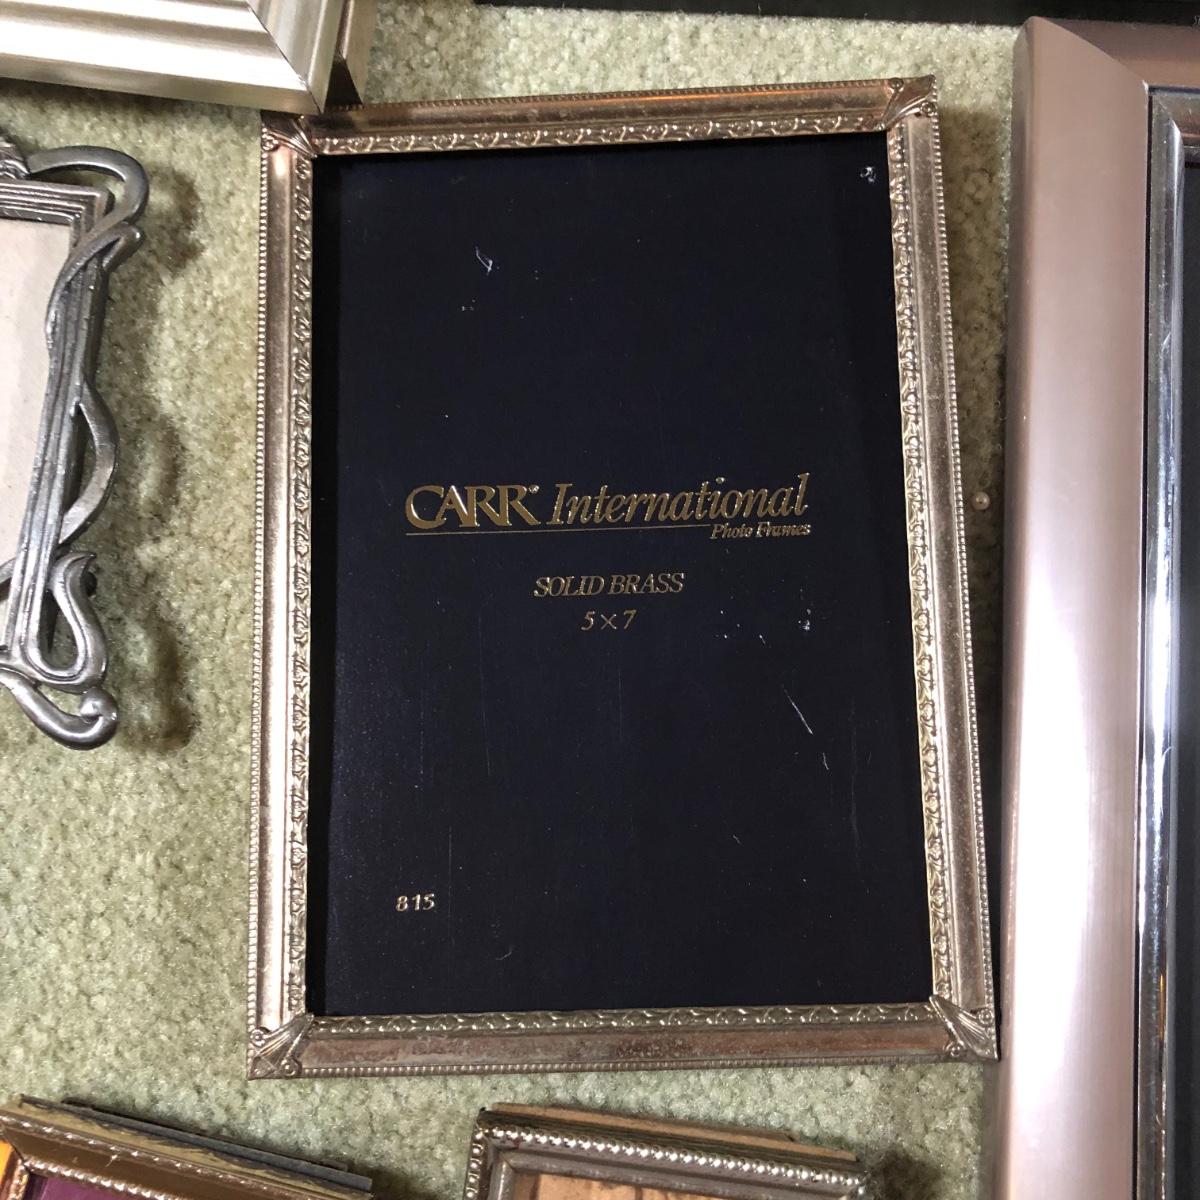 CARR® International
Photo Frames
SOLID BRASS
5×7
815